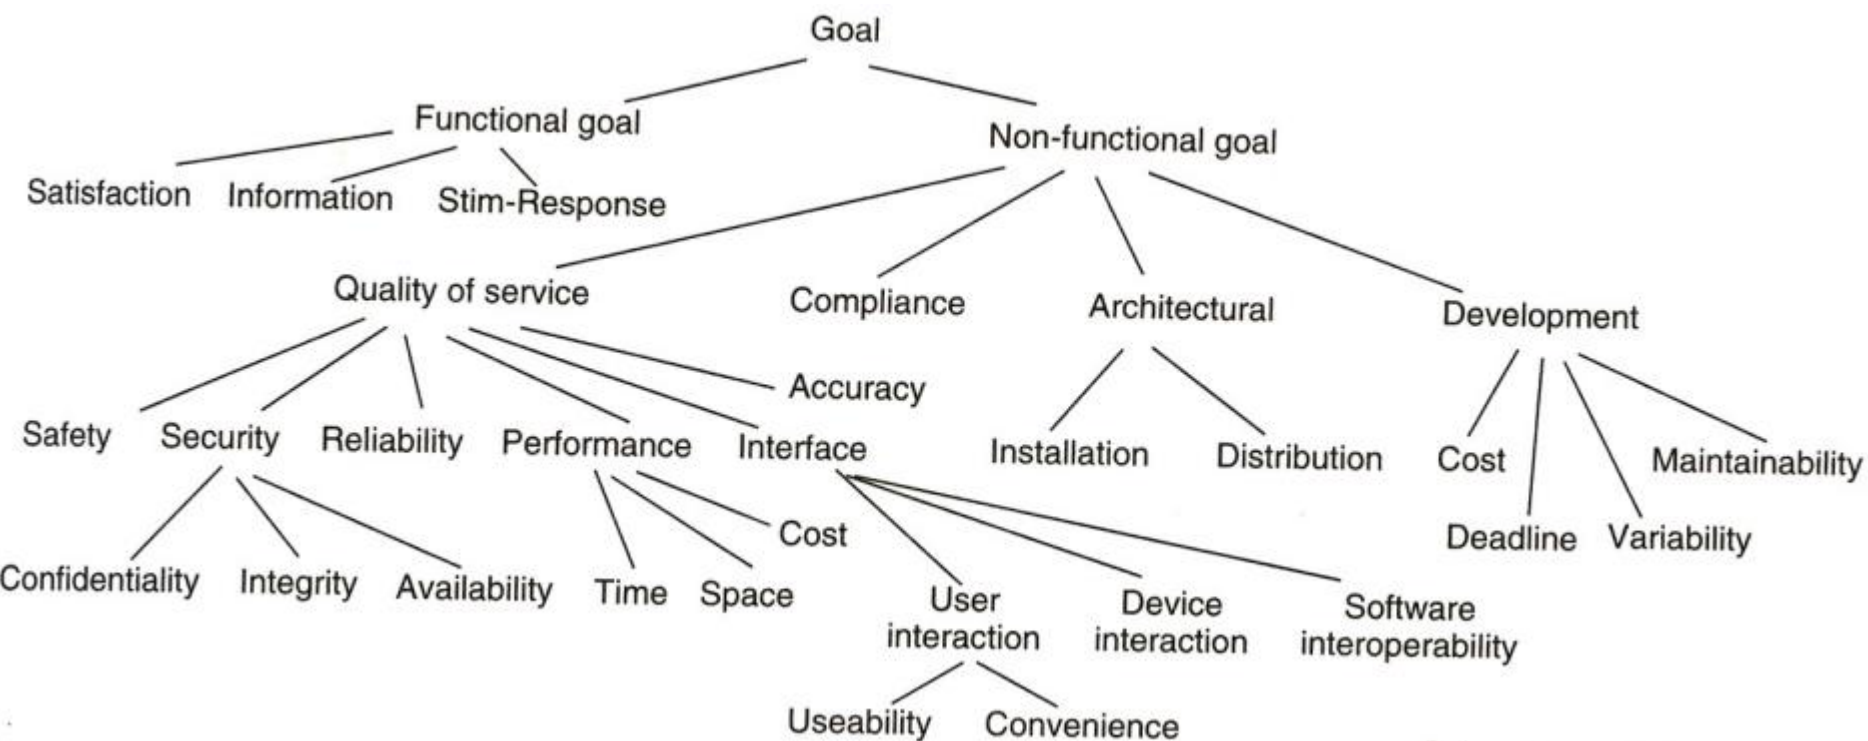 Goal
Functional goal
Non-functional goal
Satisfaction
Information
Stim-Response
Quality of service
Compliance
Architectural
Development
Accuracy
Safety
Security
Reliability
Performance
Interface
Installation
Distribution
Cost
Maintainability
Cost
Deadline
Variability
Confidentiality
Integrity
Availability
Time
Space
User
interaction
Device
interaction
Software
interoperability
Useability
Convenience